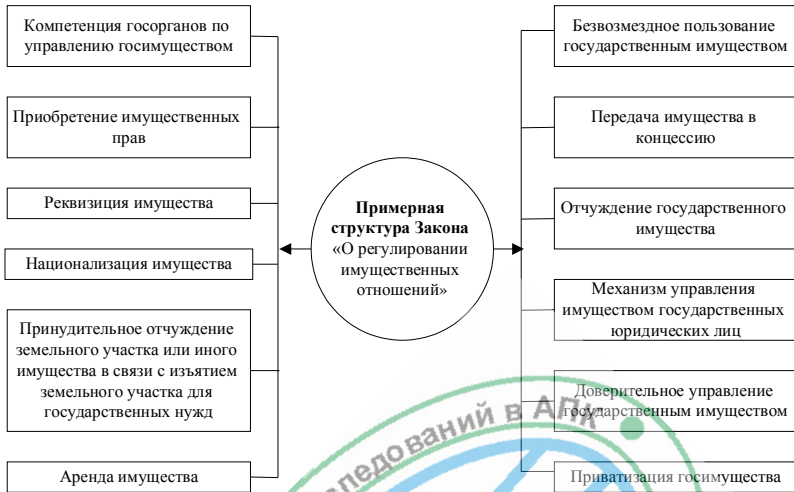 Компетенция госорганов по
управлению госимуществом
Приобретение имущественных
прав
Реквизиция имущества
Национализация имущества
Принудительное отчуждение
земельного участка или иного
имущества в связи с изъятием
земельного участка для
государственных нужд
Аренда имущества
Примерная
структура Закона
«О регулировании
имущественных
отношений»
Безвозмездное пользование
государственным имуществом
Передача имущества в
концессию
Отчуждение государственного
имущества
Механизм управления
имуществом государственных
юридических лиц
Доверительное управление
государственным имуществом
Приватизация госимущества
в АПК